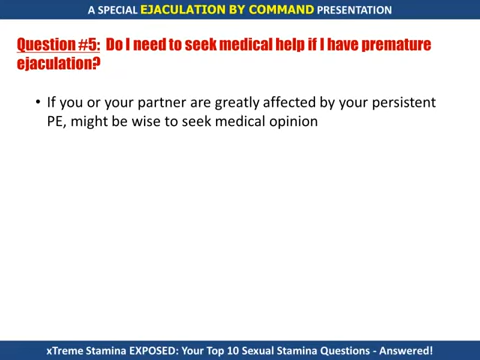 A SPECIAL EJACULATION BY COMMAND PRESENTATION
Question #5: Do I need to seek medical help if I have premature
ejaculation?
• If you or your partner are greatly affected by your persistent
PE, might be wise to seek medical opinion
xTreme Stamina EXPOSED: Your Top 10 Sexual Stamina Questions - Answered!